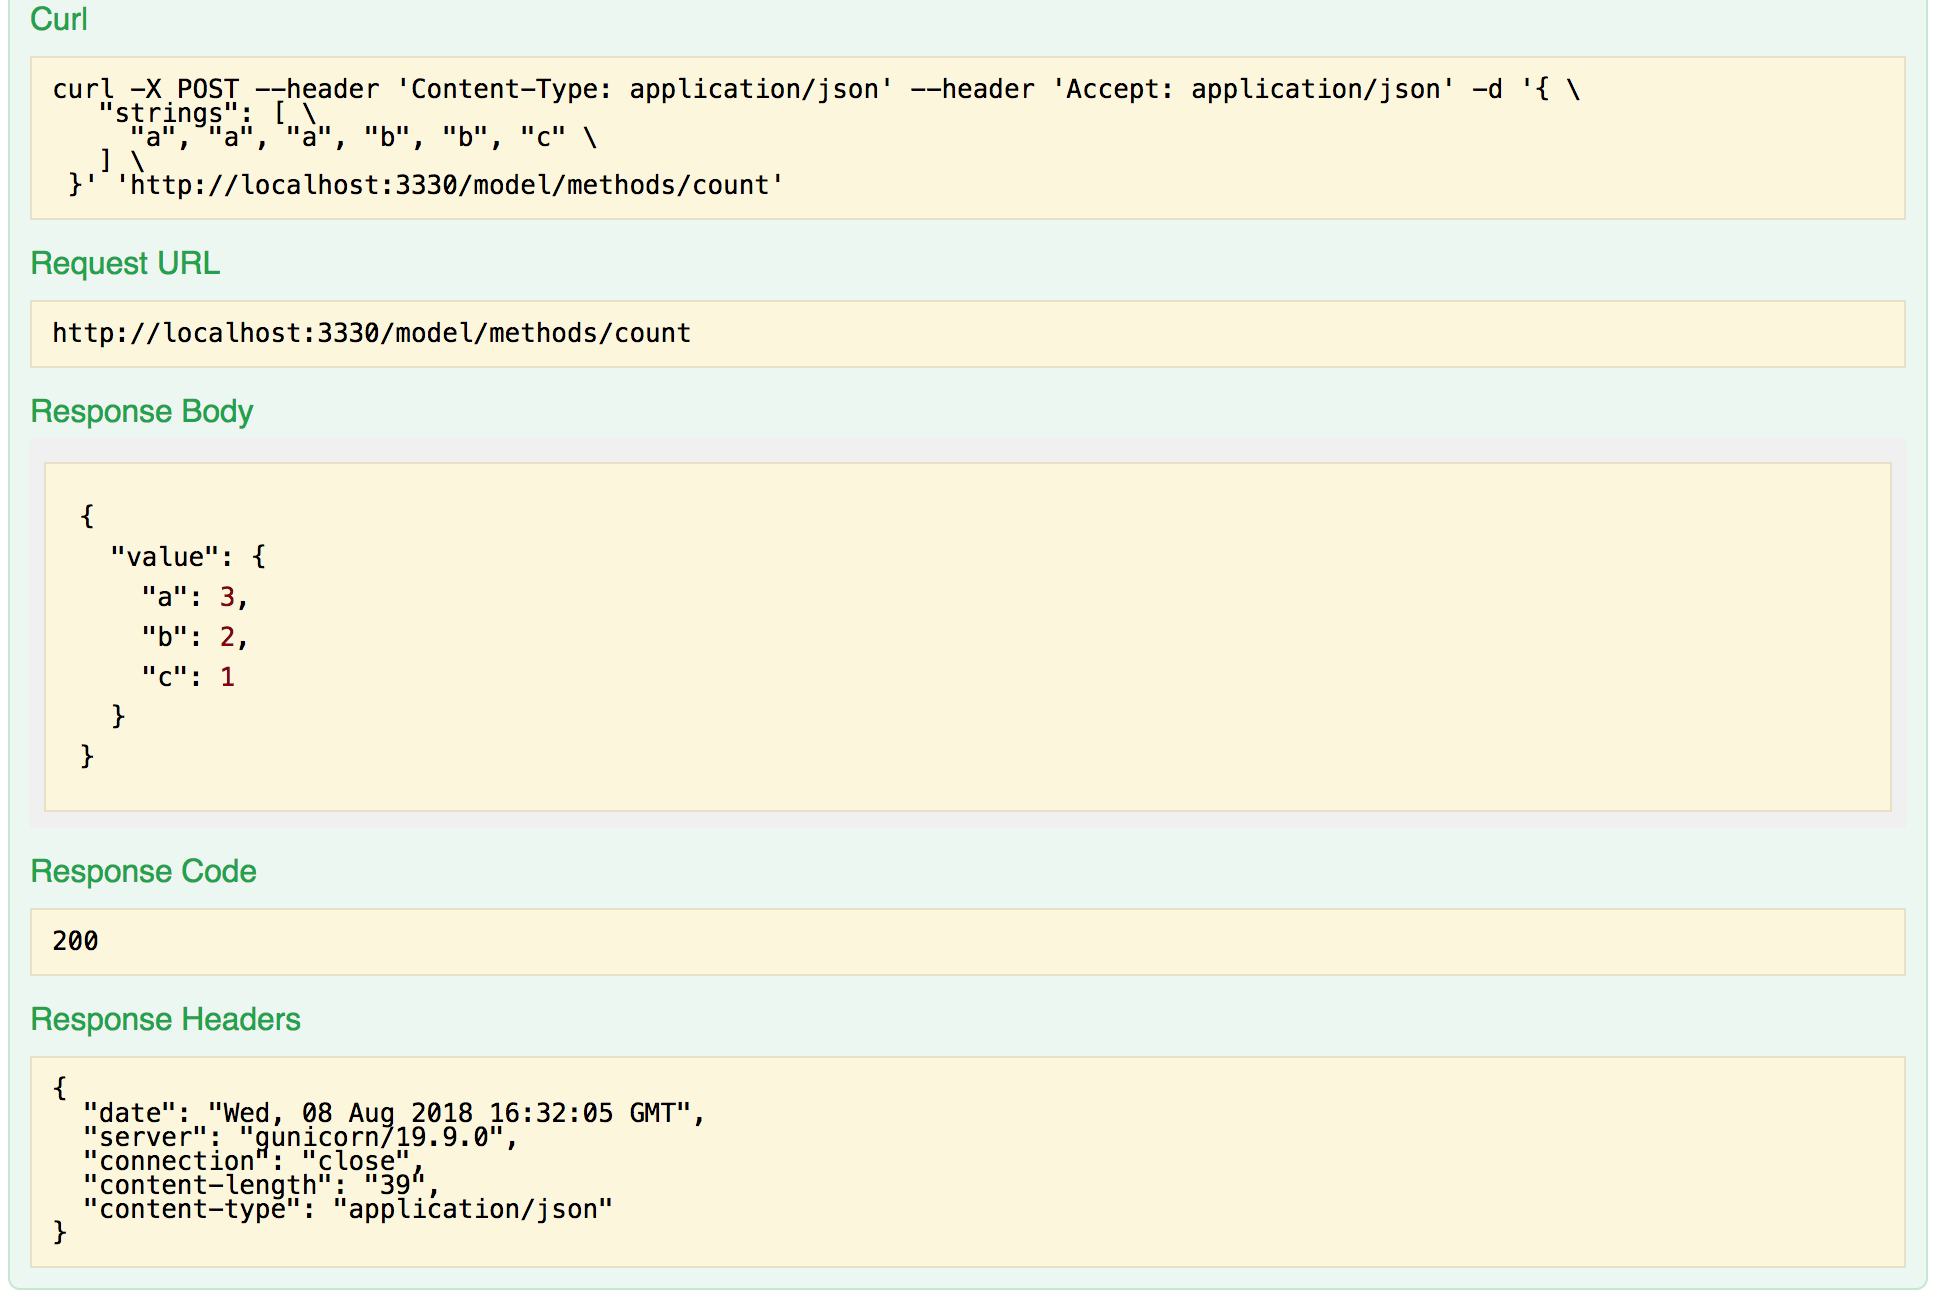 Curl
curl -X POST --header 'Content-Type: application/json' --header 'Accept: application/json' -d '{ \
   "strings": [ \
     "a", "a", "a", "b", "b", "c" \
   ] \
 }' 'http://localhost:3330/model/methods/count'
Request URL
http://localhost:3330/model/methods/count
Response Body
{
  "value": {
    "a": 3,
    "b": 2,
    "c": 1
  }
}
Response Code
200
Response Headers
{
  "date": "Wed, 08 Aug 2018 16:32:05 GMT",
  "server": "gunicorn/19.9.0",
  "connection": "close",
  "content-length": "39",
  "content-type": "application/json"
}